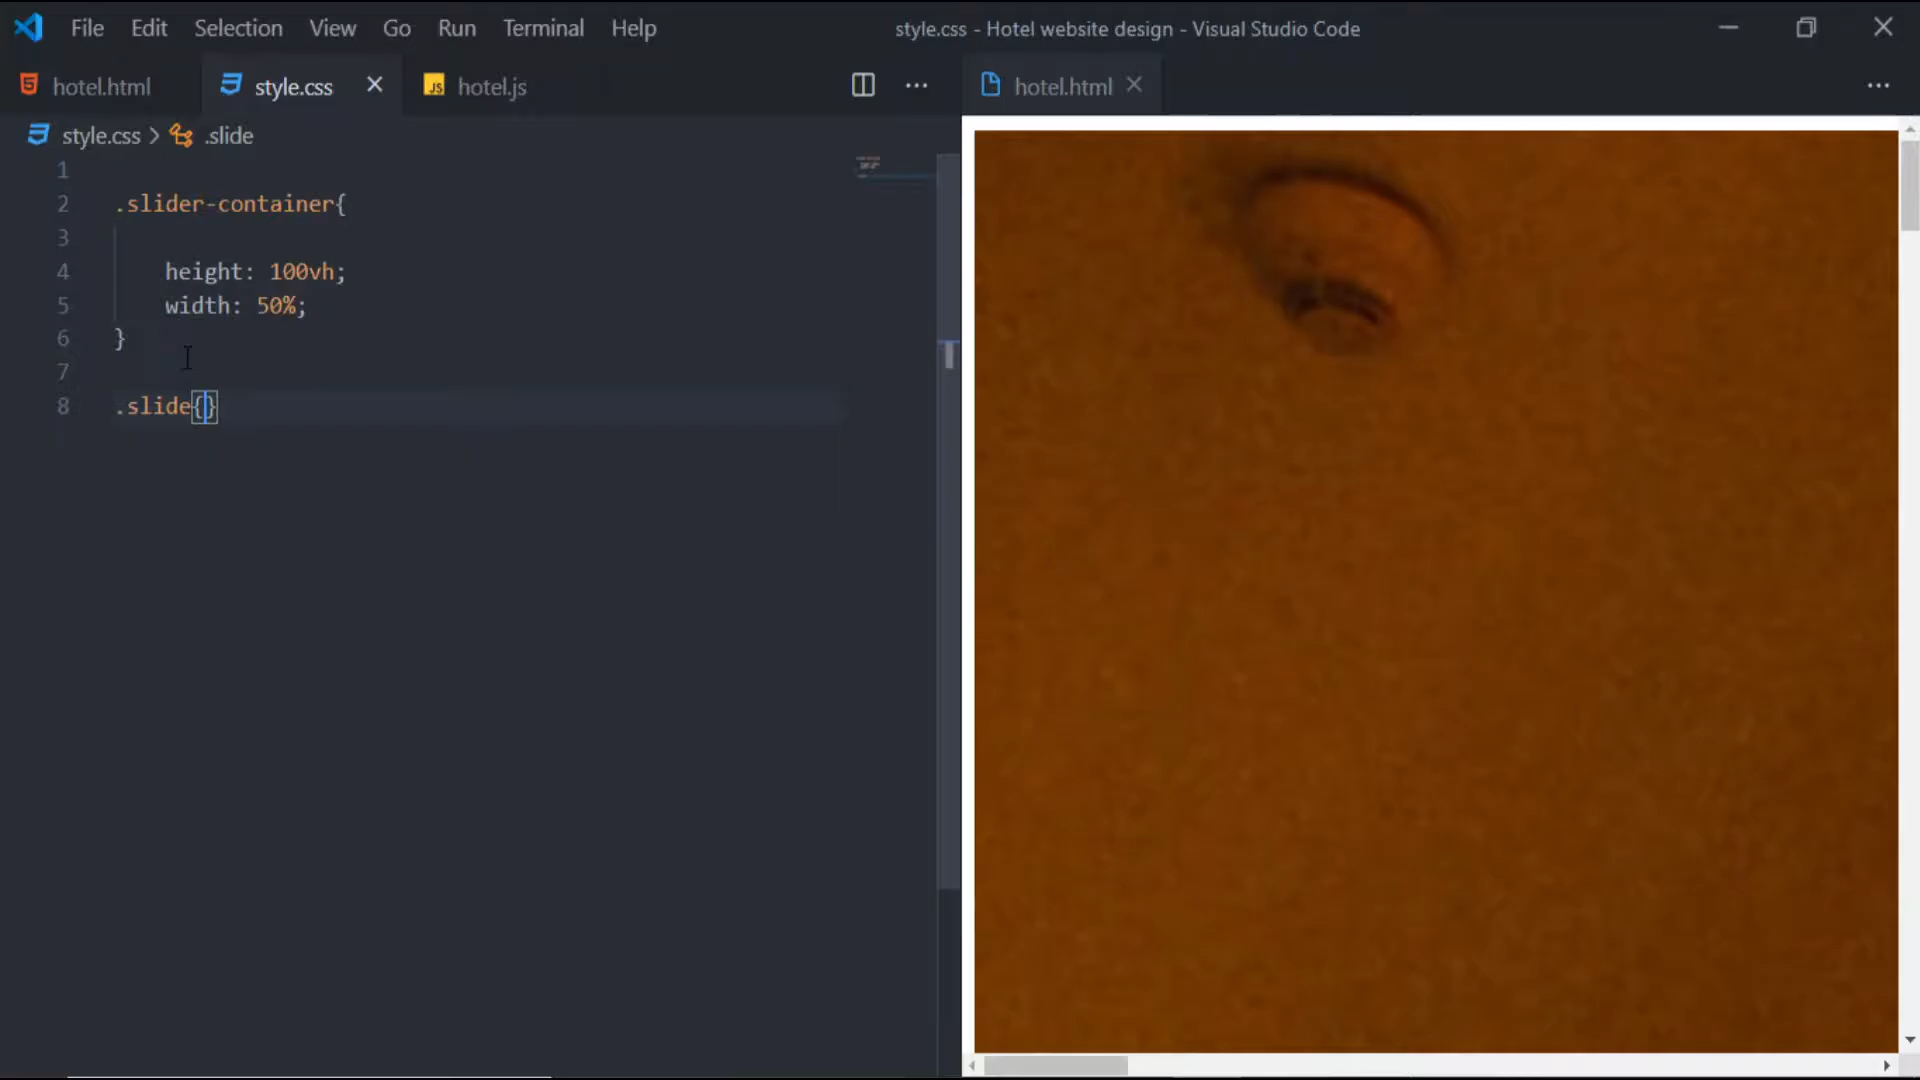 File Edit Selection View Go Run Terminal Help
style.css - Hotel website design - Visual Studio Code
hotel.html style.css hotel.js
hotel.html
style.css > .slide
1
2 .slider-container{
3
4 height: 100vh;
5 width: 50%;
6 }
7
8 .slide{}